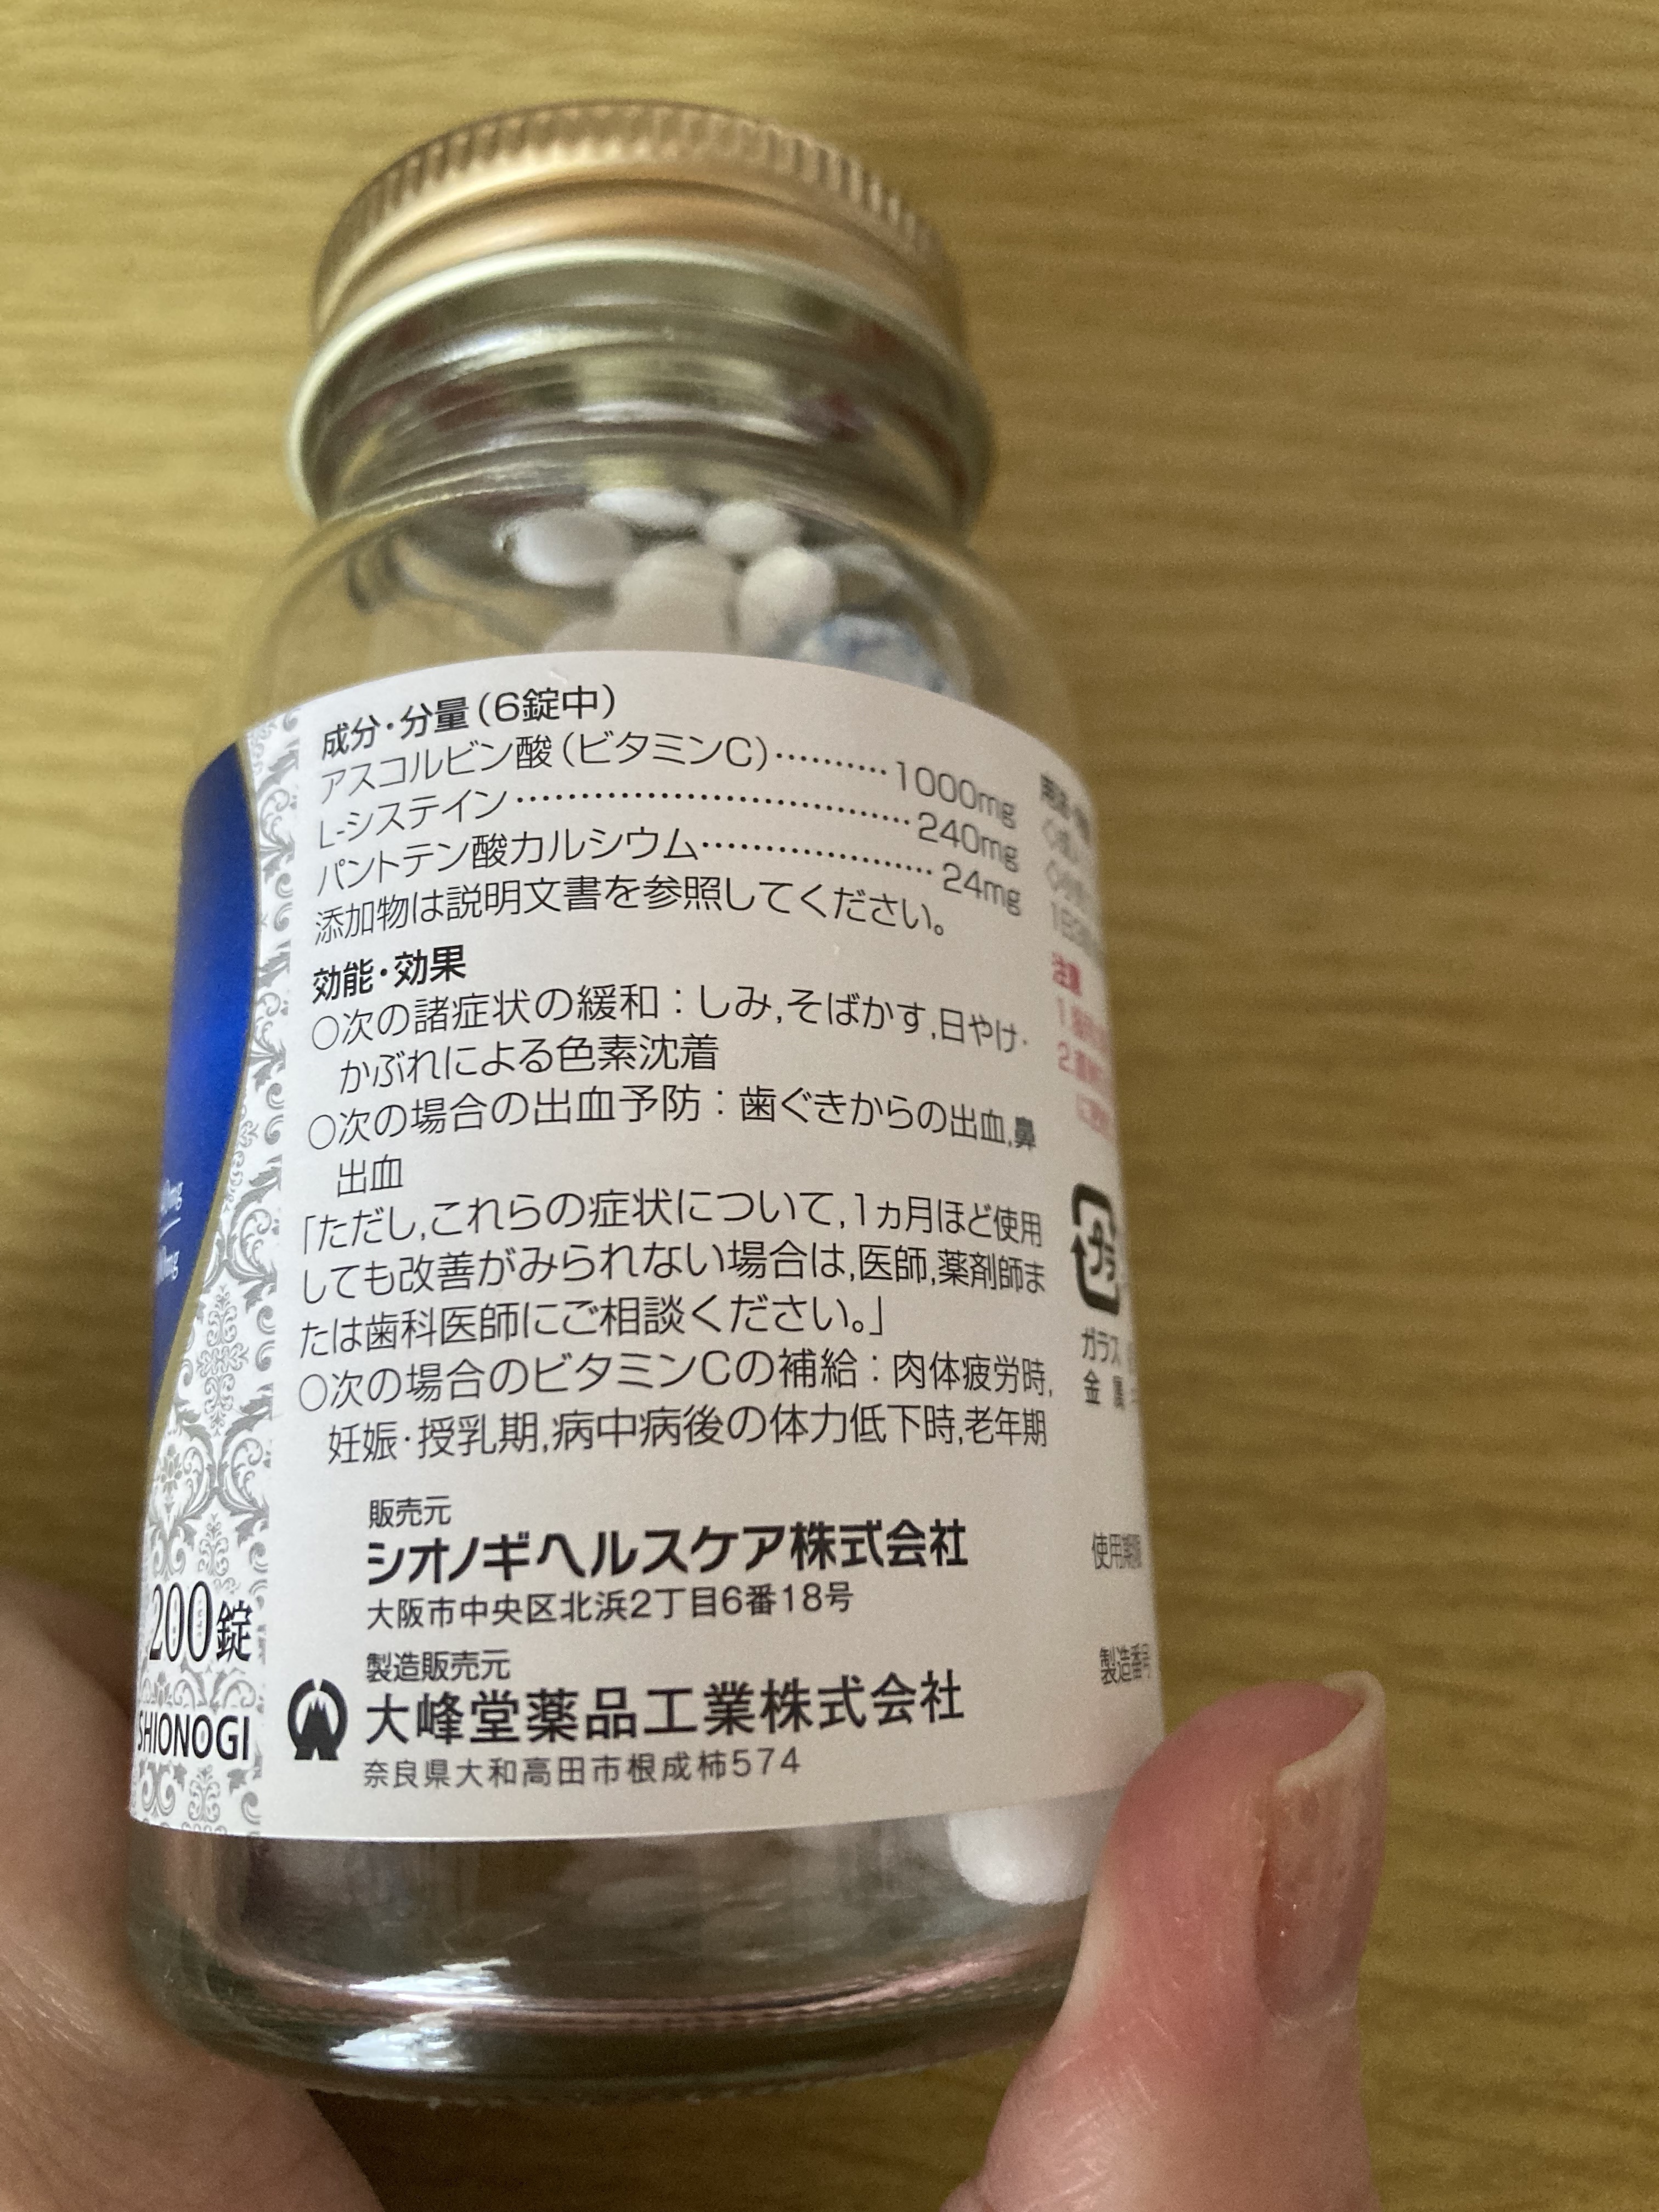 成分・分量(6錠中)
アスコルビン酸(ビタミンC)…………1000mg
L-システイン……………………………240mg
パントテン酸カルシウム…………………24mg
添加物は説明文書を参照してください。
効能・効果
○次の諸症状の緩和：しみ,そばかす,日やけ・
かぶれによる色素沈着
○次の場合の出血予防：歯ぐきからの出血,鼻
出血
「ただし,これらの症状について,1ヵ月ほど使用
しても改善がみられない場合は,医師,薬剤師ま
たは歯科医師にご相談ください。」
○次の場合のビタミンCの補給：肉体疲労時,
妊娠・授乳期,病中病後の体力低下時,老年期
販売元
シオノギヘルスケア株式会社
大阪市中央区北浜2丁目6番18号
製造販売元
大峰堂薬品工業株式会社
奈良県大和高田市根成柿574
200錠
SHIONOGI
注意
ガラス
金属
使用期限
製造番号